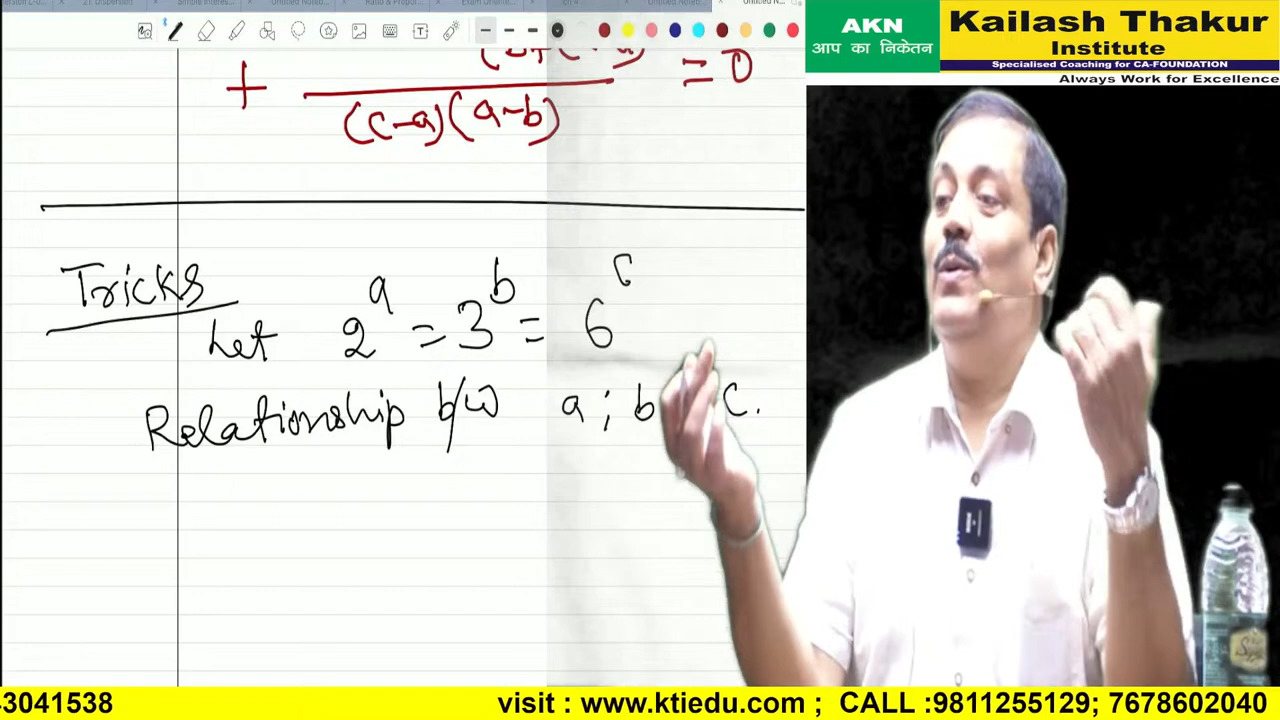 AKN
आप का निकेतन
Kailash Thakur
Institute
Specialised Coaching for CA-FOUNDATION
Always Work for Excellence
+ (c-a)(a-b) = 0
Tricks
Let 2^a = 3^b = 6^c
Relationship b/w a ; b c.
3041538 visit : www.ktiedu.com ; CALL :9811255129; 7678602040